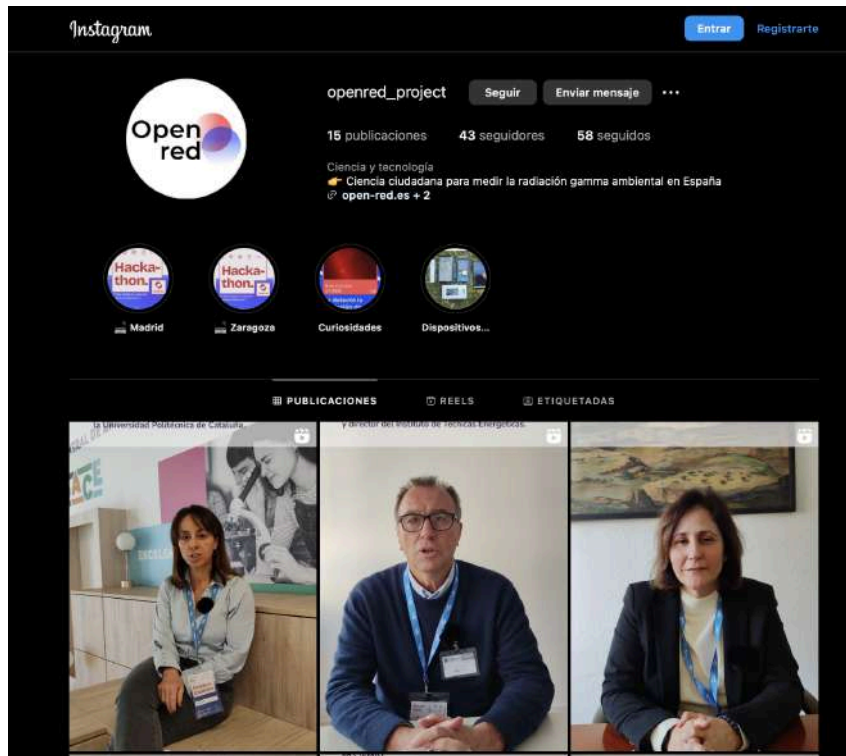 Instagram
Entrar
Registrarte
openred_project
Seguir
Enviar mensaje
15 publicaciones
43 seguidores
58 seguidos
Open
red
Ciencia y tecnología
👉 Ciencia ciudadana para medir la radiación gamma ambiental en España
open-red.es + 2
Hacka-
thon.
Hacka-
thon.
Madrid
Zaragoza
Curiosidades
Dispositivos...
PUBLICACIONES
REELS
ETIQUETADAS
la Universidad Politécnica de Cataluña.
y director del Instituto de Técnicas Energéticas.